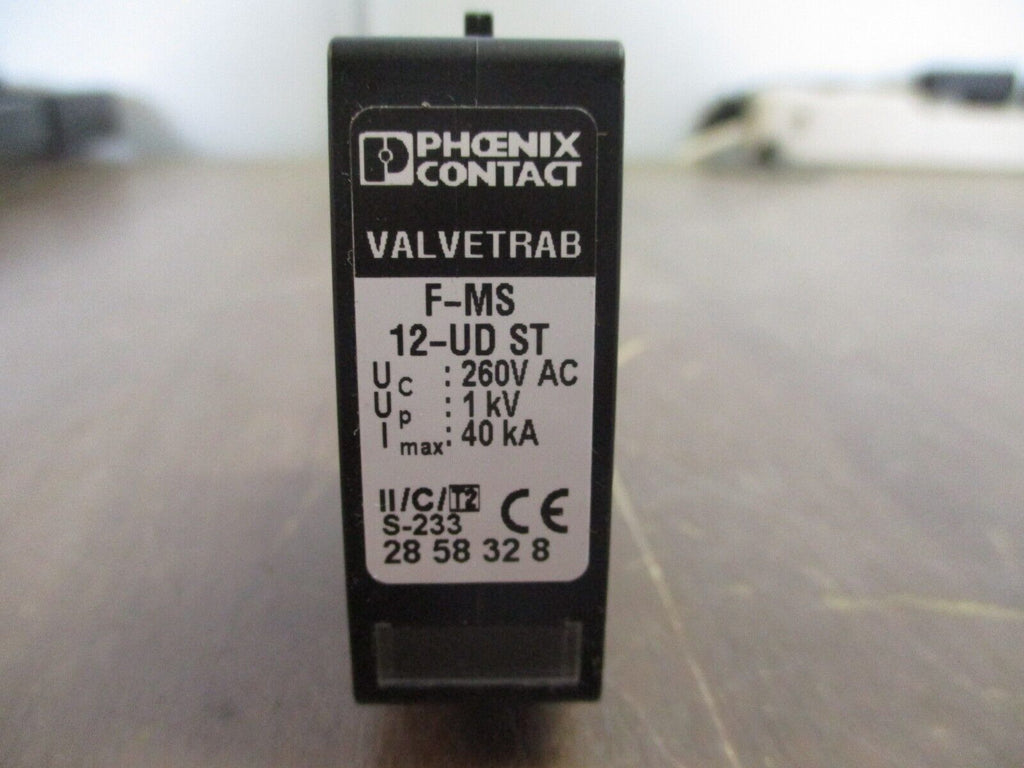 PHŒNIX
CONTACT
VALVETRAB
F-MS
12-UD ST
UC : 260V AC
Up : 1 kV
Imax: 40 kA
II/C/T2
S-233 CE
28 58 32 8